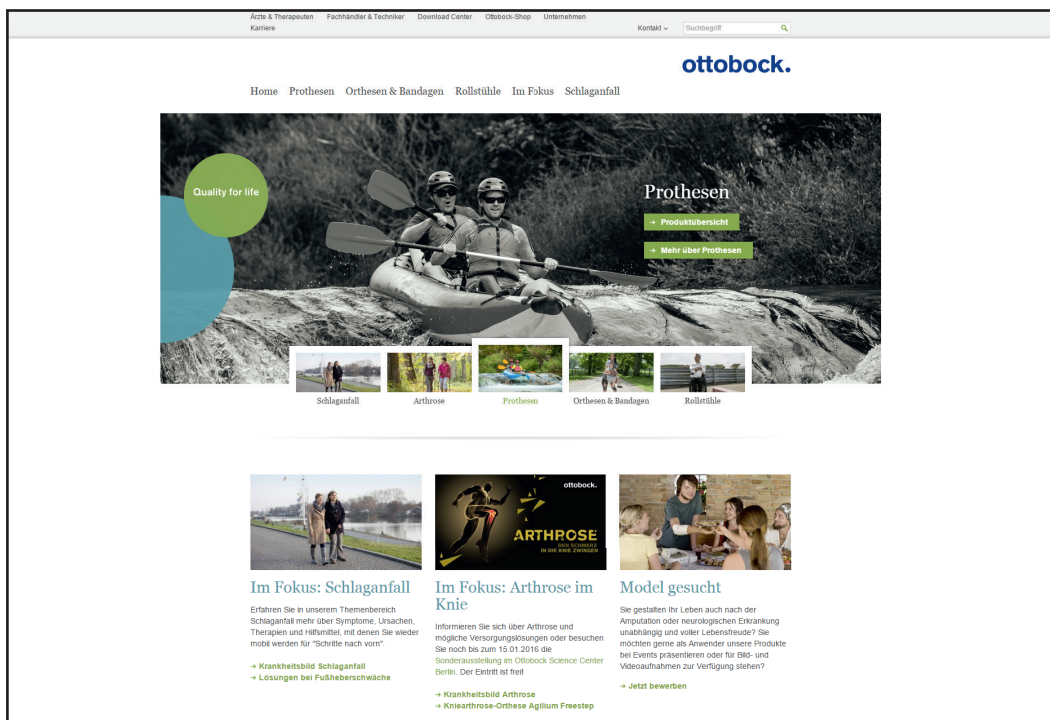 Ärzte & Therapeuten Fachhändler & Techniker Download Center Ottobock-Shop Unternehmen
Karriere
Kontakt
Suchbegriff
ottobock.
Home Prothesen Orthesen & Bandagen Rollstühle Im Fokus Schlaganfall
Quality for life
Prothesen
→ Produktübersicht
→ Mehr über Prothesen
Schlaganfall
Arthrose
Prothesen
Orthesen & Bandagen
Rollstühle
Im Fokus: Schlaganfall
Erfahren Sie in unserem Themenbereich
Schlaganfall mehr über Symptome, Ursachen,
Therapien und Hilfsmittel, mit denen Sie wieder
mobil werden für "Schritte nach vorn".
→ Krankheitsbild Schlaganfall
→ Lösungen bei Fußheberschwäche
ottobock.
ARTHROSE
DEN SCHMERZ
IN DIE KNIE ZWINGEN
Im Fokus: Arthrose im
Knie
Informieren Sie sich über Arthrose und
mögliche Versorgungslösungen oder besuchen
Sie noch bis zum 15.01.2016 die
Sonderausstellung im Ottobock Science Center
Berlin. Der Eintritt ist frei!
→ Krankheitsbild Arthrose
→ Kniearthrose-Orthese Agilium Freestep
Model gesucht
Sie gestalten Ihr Leben auch nach der
Amputation oder neurologischen Erkrankung
unabhängig und voller Lebensfreude? Sie
möchten gerne als Anwender unsere Produkte
bei Events präsentieren oder für Bild- und
Videoaufnahmen zur Verfügung stehen?
→ Jetzt bewerben